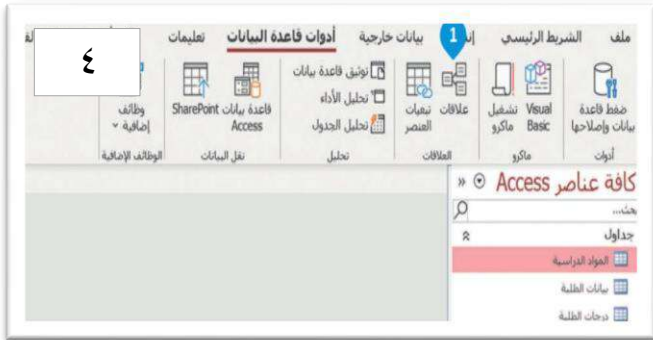 ملف الشريط الرئيسي إنش 1 بيانات خارجية أدوات قاعدة البيانات تعليمات
٤
ضغط قاعدة بيانات وإصلاحها
Visual Basic
تشغيل ماكرو
علاقات
تبعيات العنصر
توثيق قاعدة بيانات
تحليل الأداء
تحليل الجدول
قاعدة بيانات SharePoint
Access
وظائف إضافية
أدوات ماكرو العلاقات تحليل نقل البيانات الوظائف الإضافية
كافة عناصر Access »
بحث...
جداول
المواد الدراسية
بيانات الطلبة
درجات الطلبة